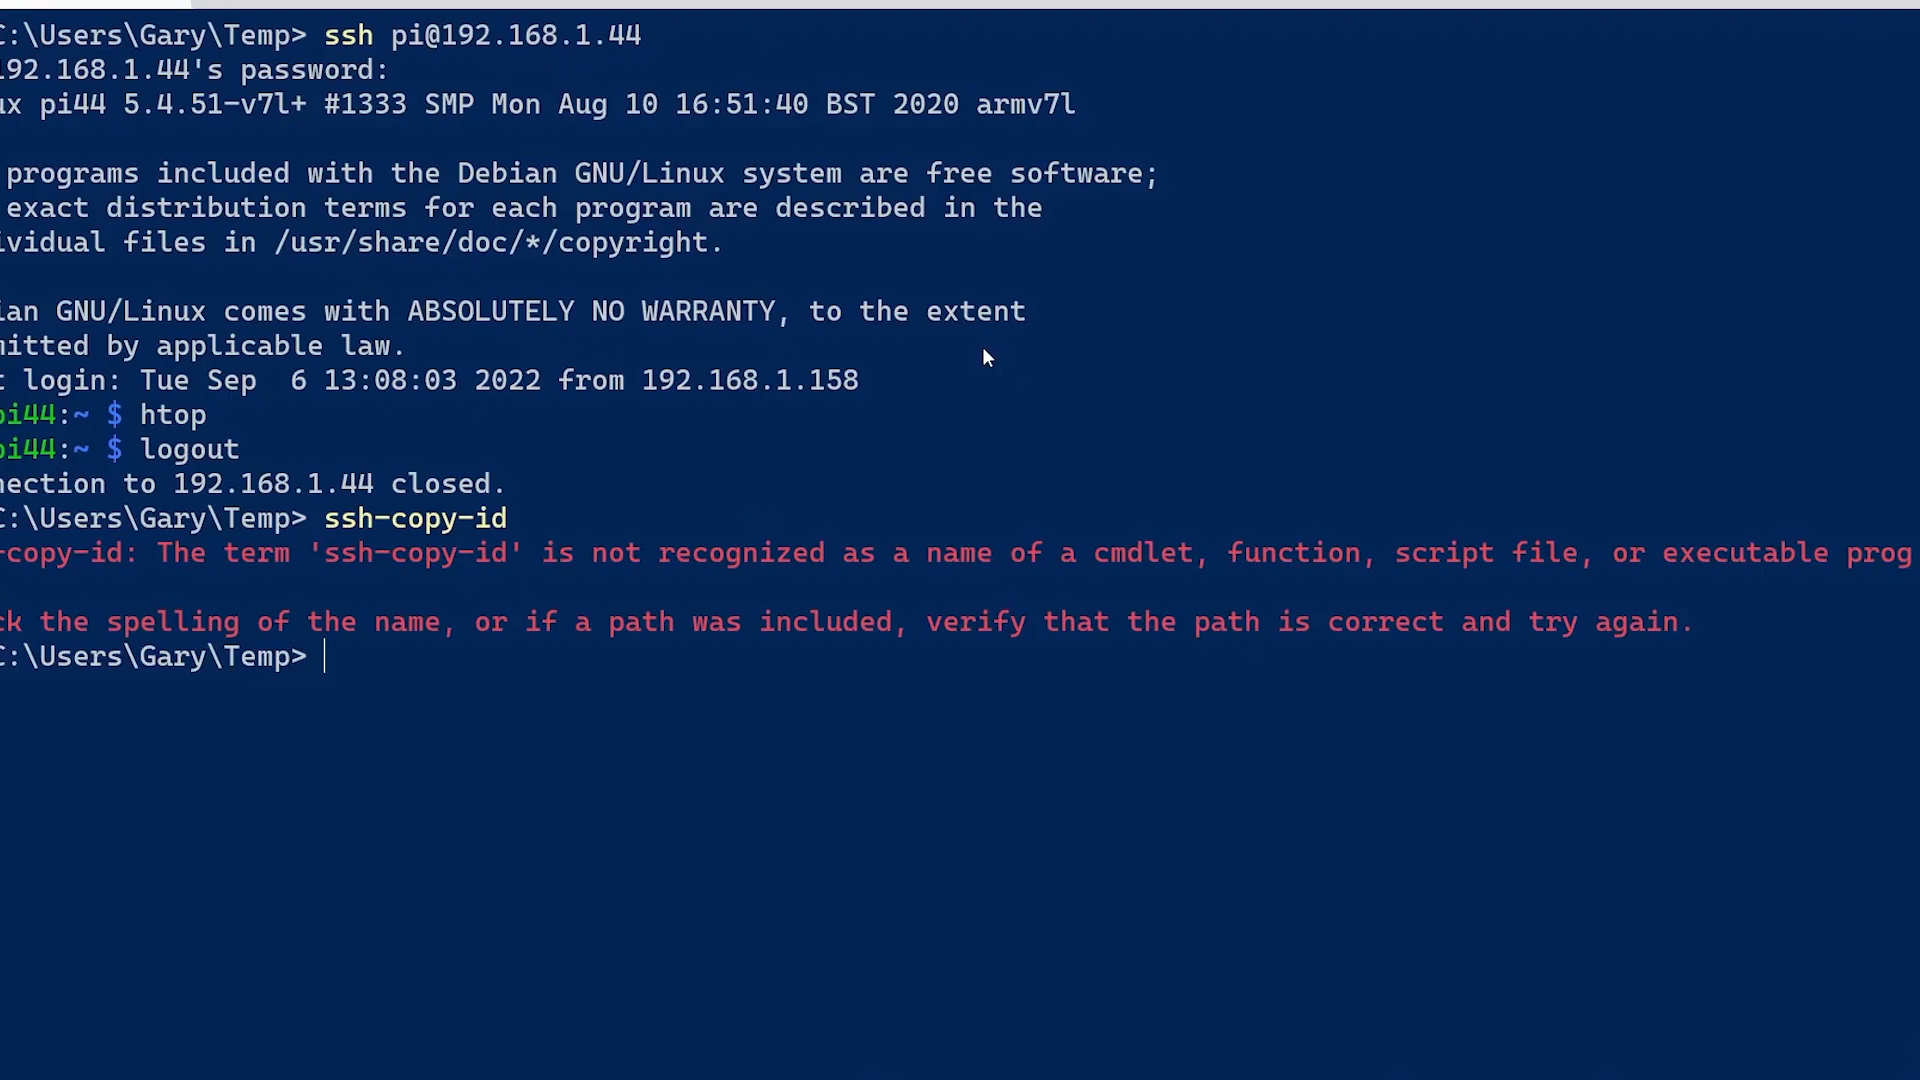 C:\Users\Gary\Temp> ssh pi@192.168.1.44
192.168.1.44's password:
ux pi44 5.4.51-v7l+ #1333 SMP Mon Aug 10 16:51:40 BST 2020 armv7l
programs included with the Debian GNU/Linux system are free software;
exact distribution terms for each program are described in the
ividual files in /usr/share/doc/*/copyright.
ian GNU/Linux comes with ABSOLUTELY NO WARRANTY, to the extent
mitted by applicable law.
t login: Tue Sep  6 13:08:03 2022 from 192.168.1.158
pi44:~ $ htop
pi44:~ $ logout
nection to 192.168.1.44 closed.
C:\Users\Gary\Temp> ssh-copy-id
-copy-id: The term 'ssh-copy-id' is not recognized as a name of a cmdlet, function, script file, or executable prog
ck the spelling of the name, or if a path was included, verify that the path is correct and try again.
C:\Users\Gary\Temp>